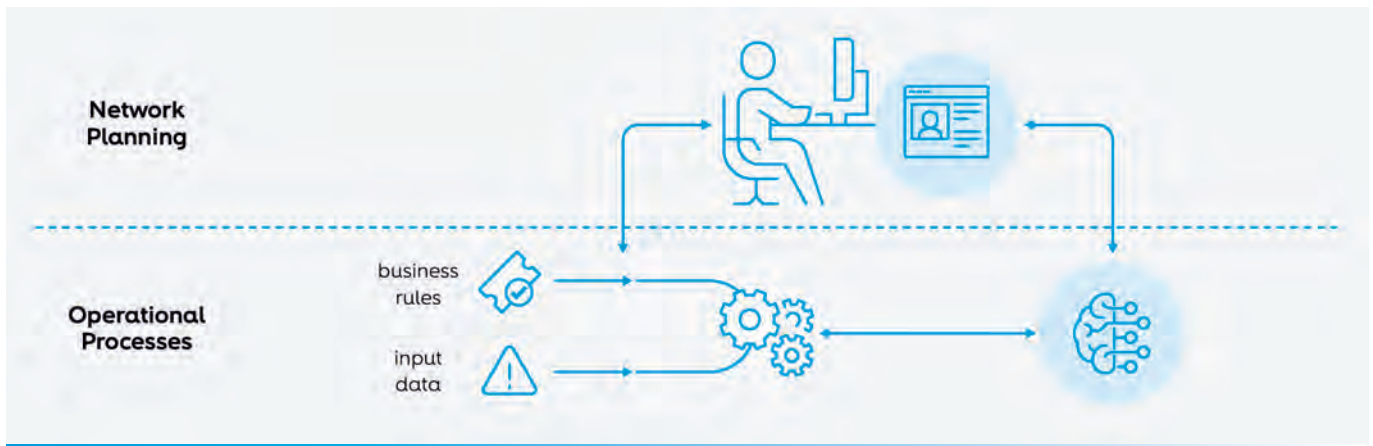 Network
Planning
business
rules
Operational
Processes
input
data